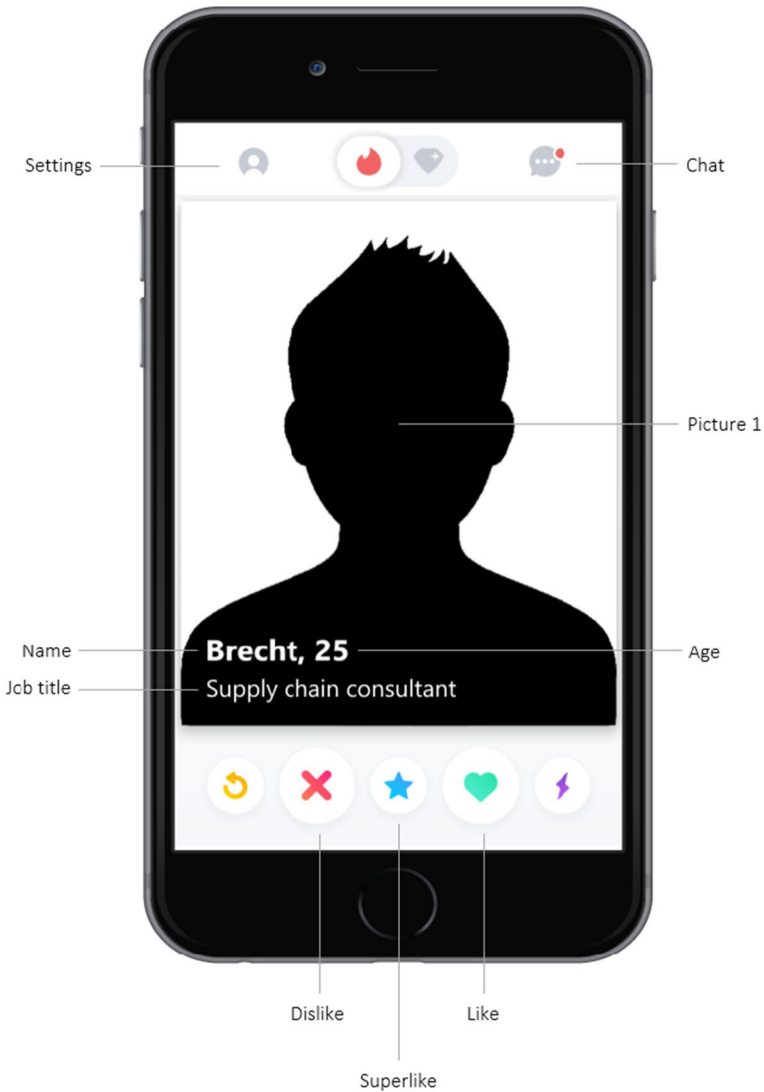 Settings
Chat
Picture 1
Name
Brecht, 25
Age
Jcb title
Supply chain consultant
Dislike
Like
Superlike